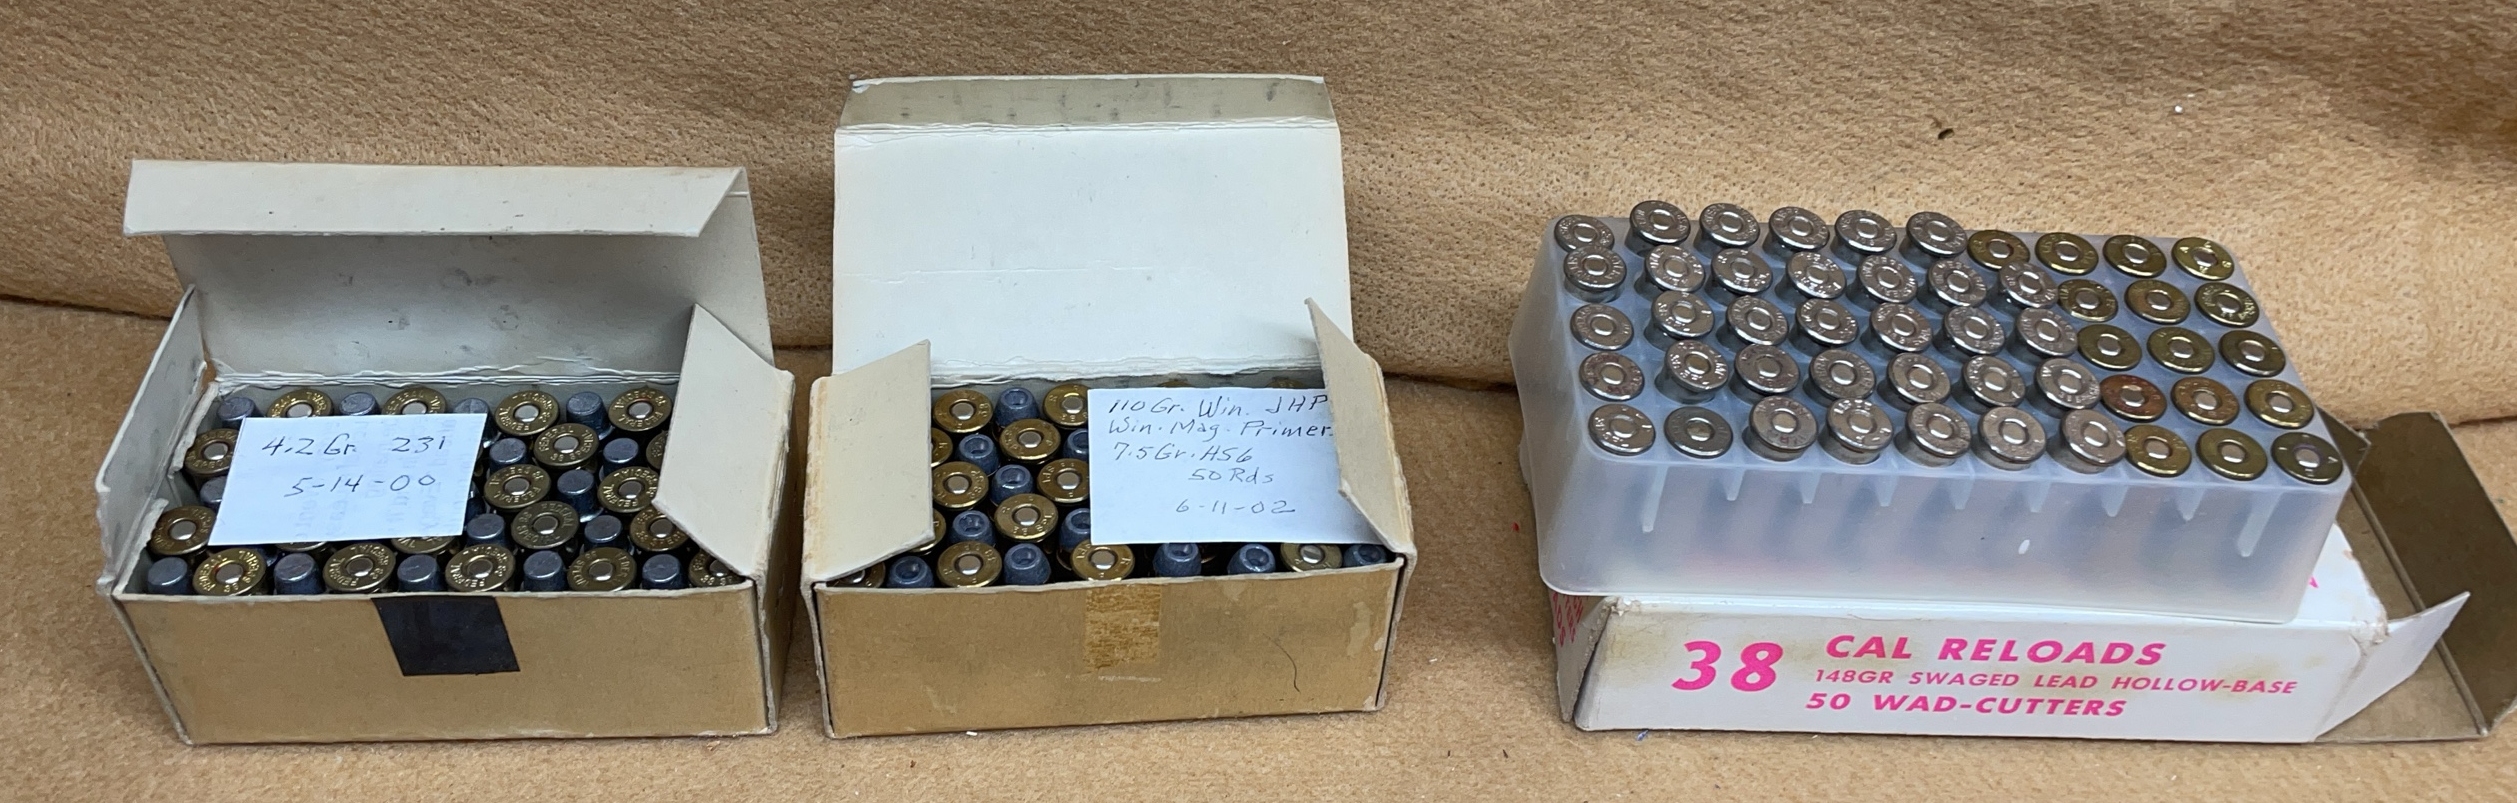 4.2 Gr. 231
5-14-00
110 Gr. Win. JHP
Win. Mag. Primer.
7.5 Gr. HS6
50 Rds
6-11-02
38 CAL RELOADS
148GR SWAGED LEAD HOLLOW-BASE
50 WAD-CUTTERS